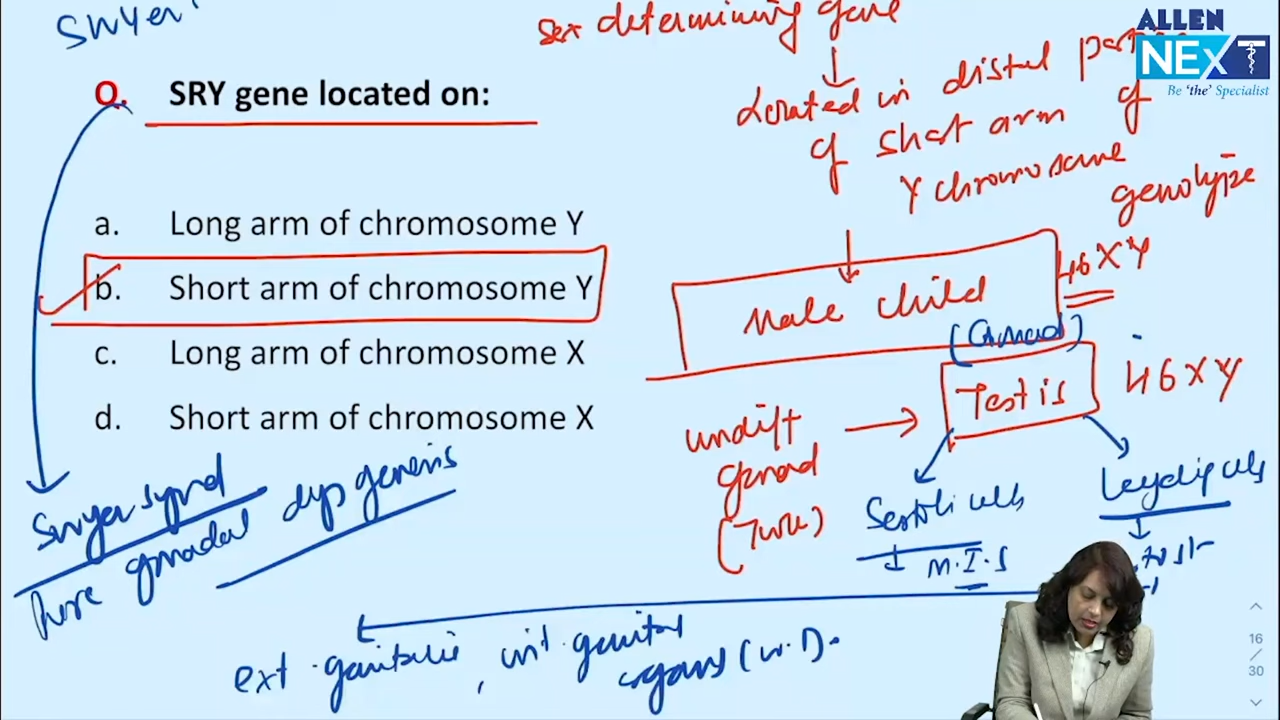 Swyer
sex determining gene
ALLEN
NEXT
Be 'the' Specialist
Q. SRY gene located on:
Located in distal part
of short arm of
Y chromosome
genotype
a. Long arm of chromosome Y
b. Short arm of chromosome Y
c. Long arm of chromosome X
d. Short arm of chromosome X
Male child
46XY
(Gonad)
Testis
46XY
undift
gonad
Sertoli cells
M.I.S
Leydig cells
Swyer synd
gonadal dysgenesis
ext. genitalia, int. genital
organs (W.D.
16
/
30